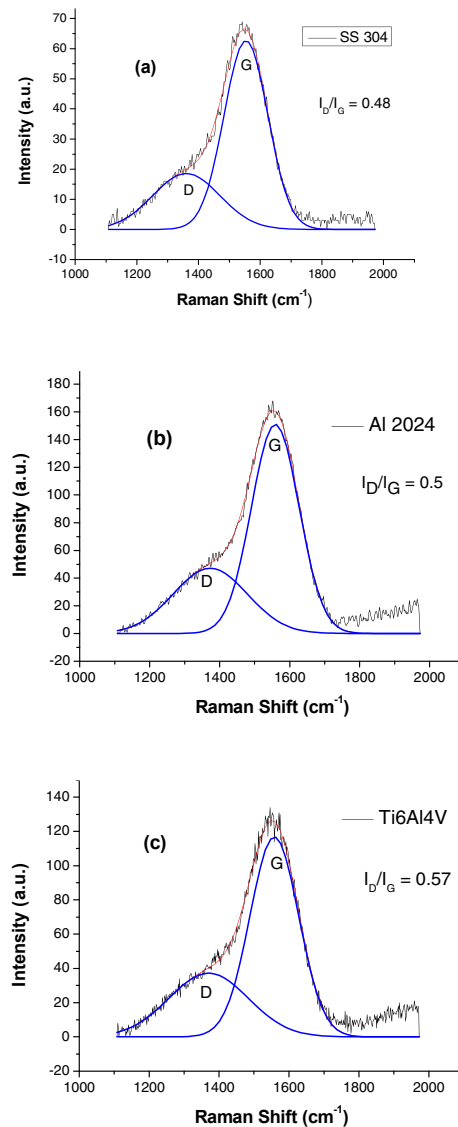 70
60
50
40
30
20
10
0
-10
1000 1200 1400 1600 1800 2000
Intensity (a.u.)
Raman Shift (cm⁻¹)
(a)
SS 304
G
D
I_D/I_G = 0.48
180
160
140
120
100
80
60
40
20
0
-20
1000 1200 1400 1600 1800 2000
Intensity (a.u.)
Raman Shift (cm⁻¹)
(b)
Al 2024
G
D
I_D/I_G = 0.5
140
120
100
80
60
40
20
0
-20
1000 1200 1400 1600 1800 2000
Intensity (a.u.)
Raman Shift (cm⁻¹)
(c)
Ti6Al4V
G
D
I_D/I_G = 0.57